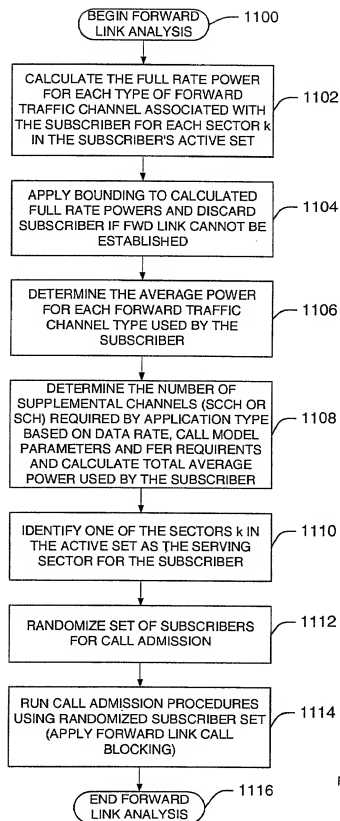 BEGIN FORWARD
LINK ANALYSIS
1100
CALCULATE THE FULL RATE POWER
FOR EACH TYPE OF FORWARD
TRAFFIC CHANNEL ASSOCIATED WITH
THE SUBSCRIBER FOR EACH SECTOR k
IN THE SUBSCRIBER'S ACTIVE SET
1102
APPLY BOUNDING TO CALCULATED
FULL RATE POWERS AND DISCARD
SUBSCRIBER IF FWD LINK CANNOT BE
ESTABLISHED
1104
DETERMINE THE AVERAGE POWER
FOR EACH FORWARD TRAFFIC
CHANNEL TYPE USED BY THE
SUBSCRIBER
1106
DETERMINE THE NUMBER OF
SUPPLEMENTAL CHANNELS (SCCH OR
SCH) REQUIRED BY APPLICATION TYPE
BASED ON DATA RATE, CALL MODEL
PARAMETERS AND FER REQUIRENTS
AND CALCULATE TOTAL AVERAGE
POWER USED BY THE SUBSCRIBER
1108
IDENTIFY ONE OF THE SECTORS k IN
THE ACTIVE SET AS THE SERVING
SECTOR FOR THE SUBSCRIBER
1110
RANDOMIZE SET OF SUBSCRIBERS
FOR CALL ADMISSION
1112
RUN CALL ADMISSION PROCEDURES
USING RANDOMIZED SUBSCRIBER SET
(APPLY FORWARD LINK CALL
BLOCKING)
1114
END FORWARD
LINK ANALYSIS
1116